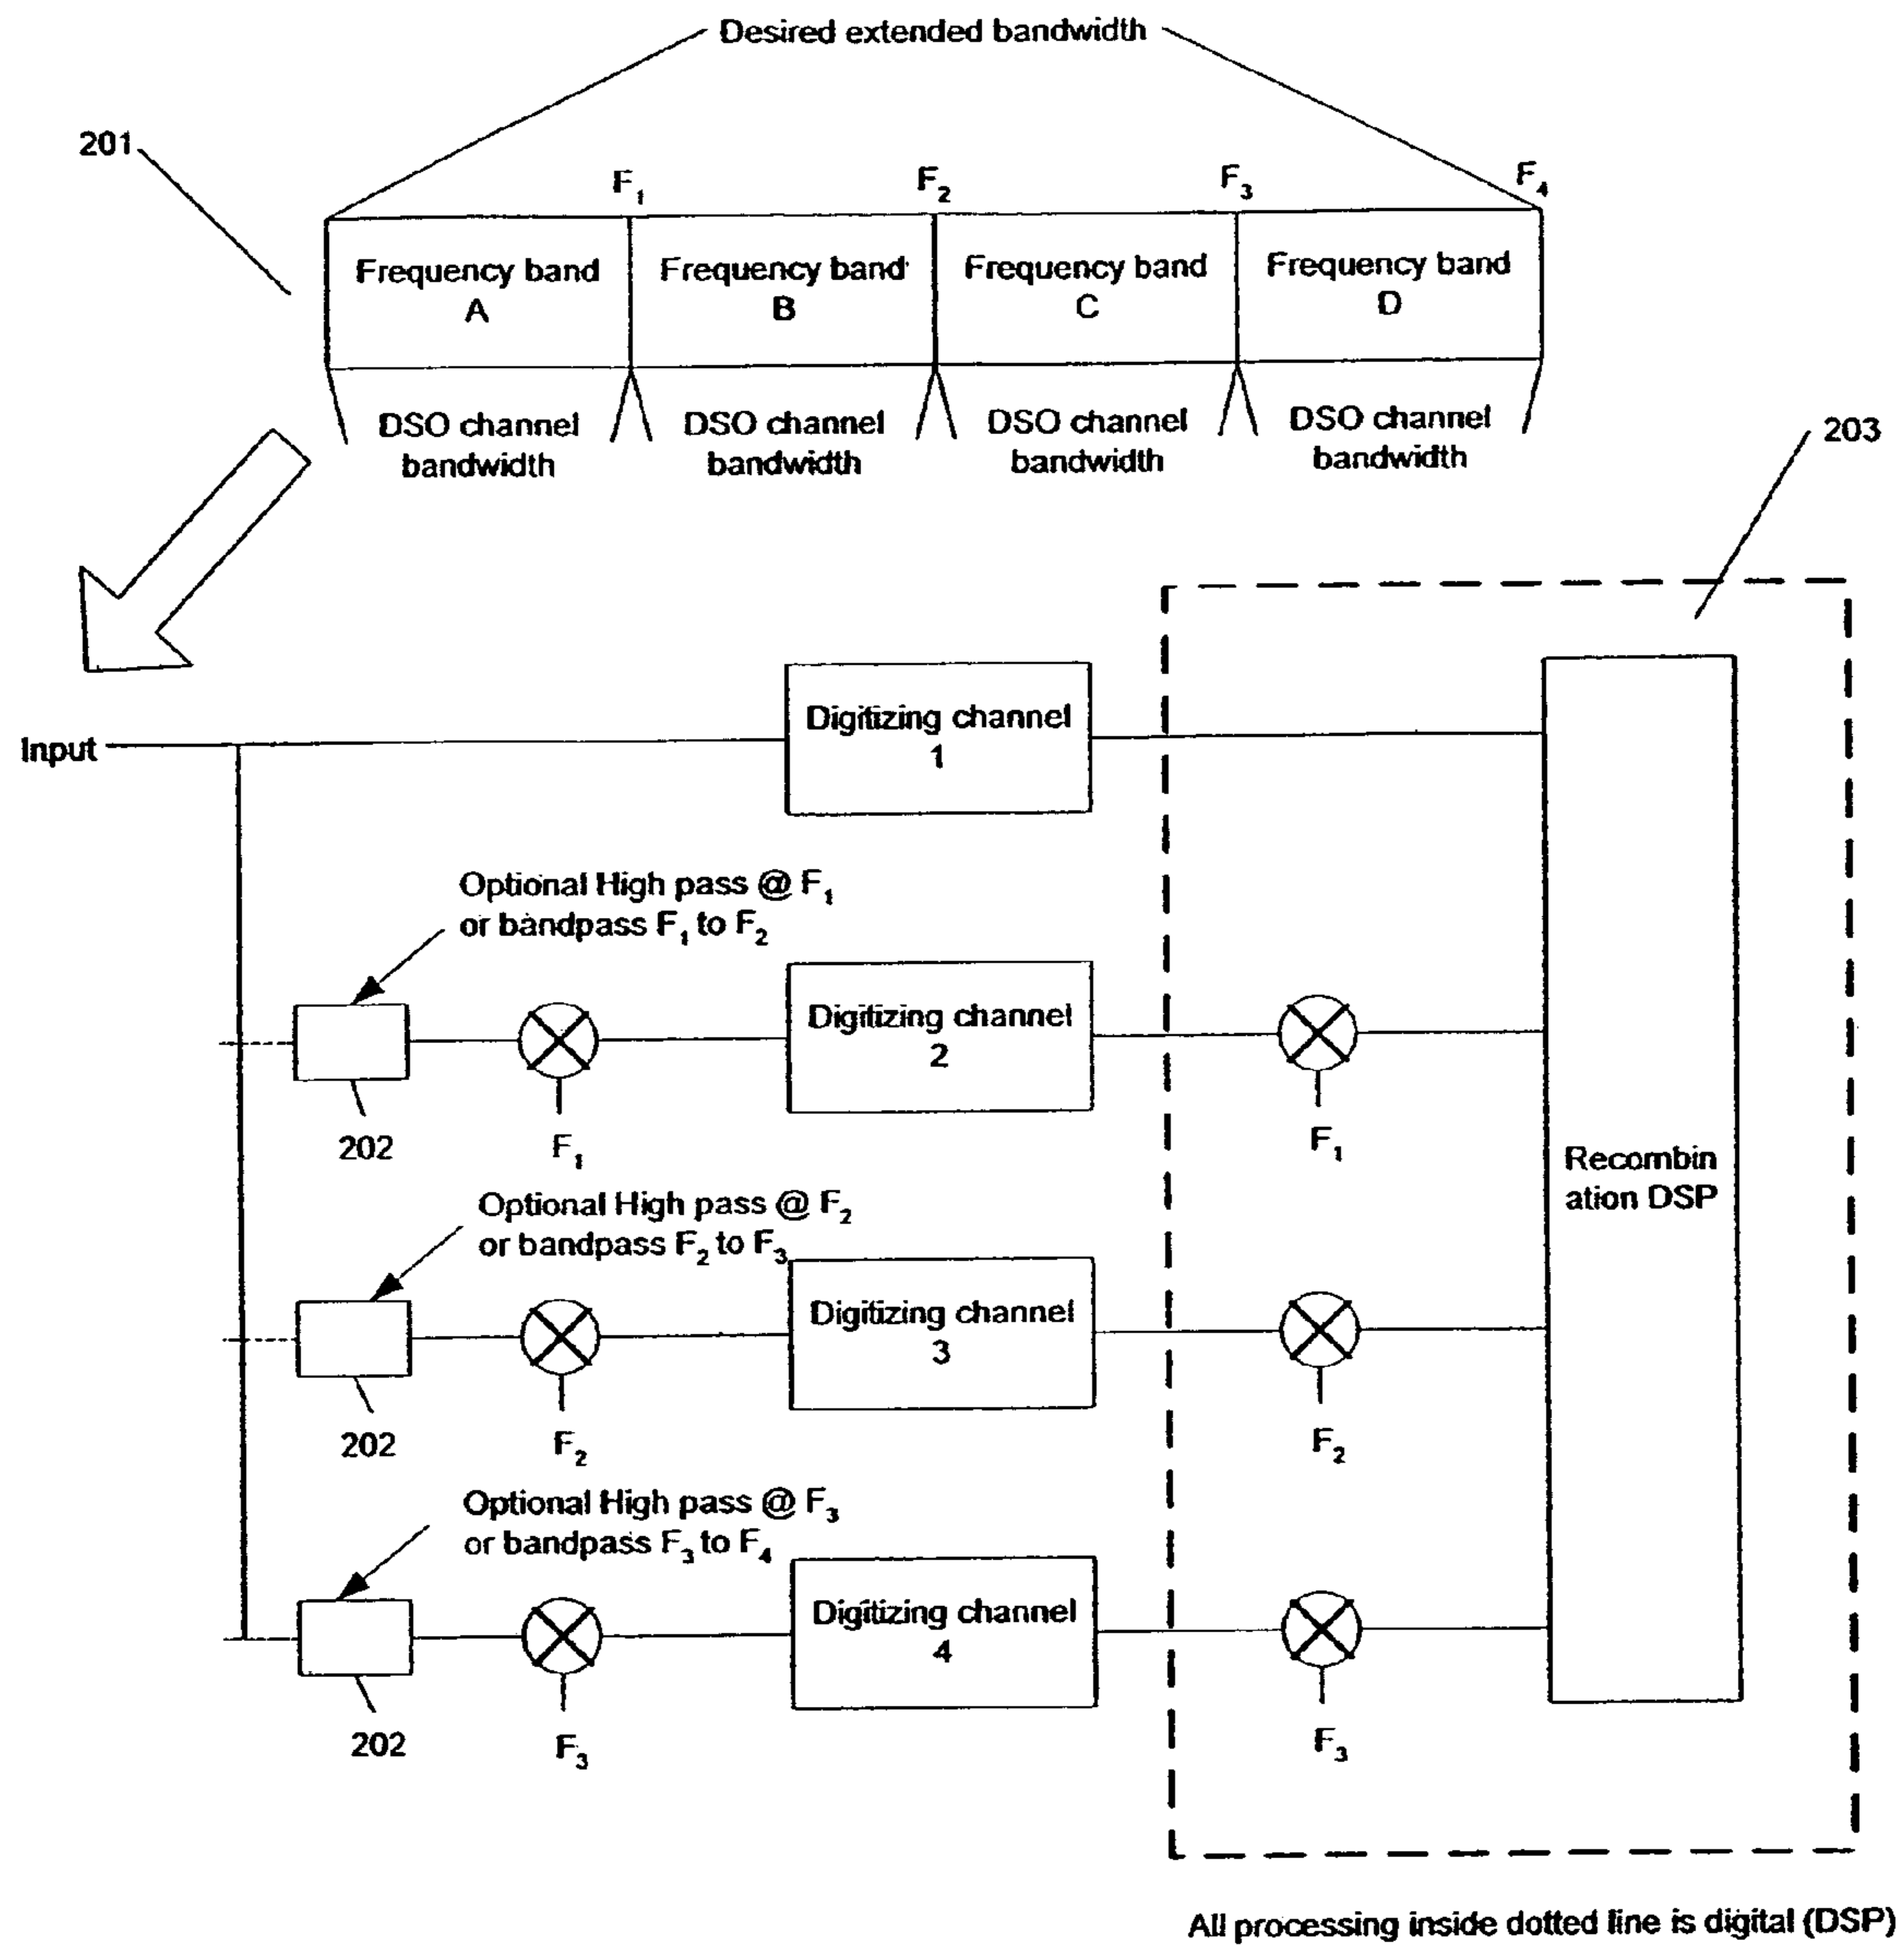 Desired extended bandwidth
201
F₁
F₂
F₃
F₄
Frequency band
A
Frequency band
B
Frequency band
C
Frequency band
D
DSO channel
bandwidth
DSO channel
bandwidth
DSO channel
bandwidth
DSO channel
bandwidth
203
Input
Digitizing channel
1
Optional High pass @ F₁
or bandpass F₁ to F₂
Digitizing channel
2
202
F₁
F₁
Recombin
ation DSP
Optional High pass @ F₂
or bandpass F₂ to F₃
Digitizing channel
3
202
F₂
F₂
Optional High pass @ F₃
or bandpass F₃ to F₄
Digitizing channel
4
202
F₃
F₃
All processing inside dotted line is digital (DSP)